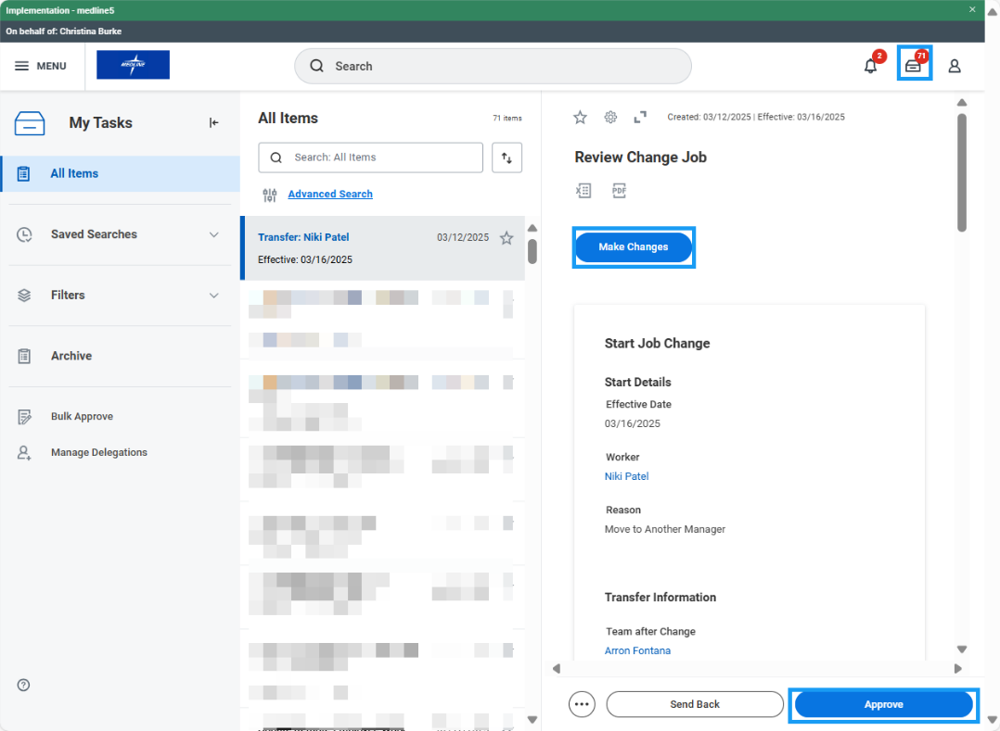 Implementation - medline5
On behalf of: Christina Burke
MENU
MEDLINE
Search
2
71
My Tasks
All Items
Saved Searches
Filters
Archive
Bulk Approve
Manage Delegations
All Items
71 items
Search: All Items
Advanced Search
Transfer: Niki Patel
03/12/2025
Effective: 03/16/2025
Created: 03/12/2025 | Effective: 03/16/2025
Review Change Job
PDF
Make Changes
Start Job Change
Start Details
Effective Date
03/16/2025
Worker
Niki Patel
Reason
Move to Another Manager
Transfer Information
Team after Change
Arron Fontana
Send Back
Approve